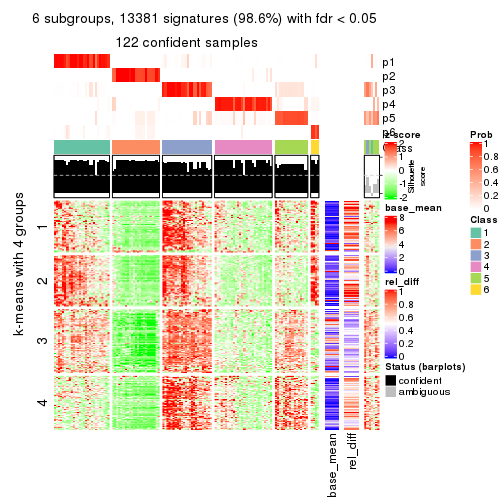 6 subgroups, 13381 signatures (98.6%) with fdr < 0.05
122 confident samples
p1
p2
p3
p4
p5
p6
Class
Silhouette
score
k-means with 4 groups
1
2
3
4
base_mean
rel_diff
z-score
2
1
0
-1
-2
base_mean
8
6
4
2
0
rel_diff
1
0.8
0.6
0.4
0.2
0
Status (barplots)
confident
ambiguous
Prob
1
0.8
0.6
0.4
0.2
0
Class
1
2
3
4
5
6